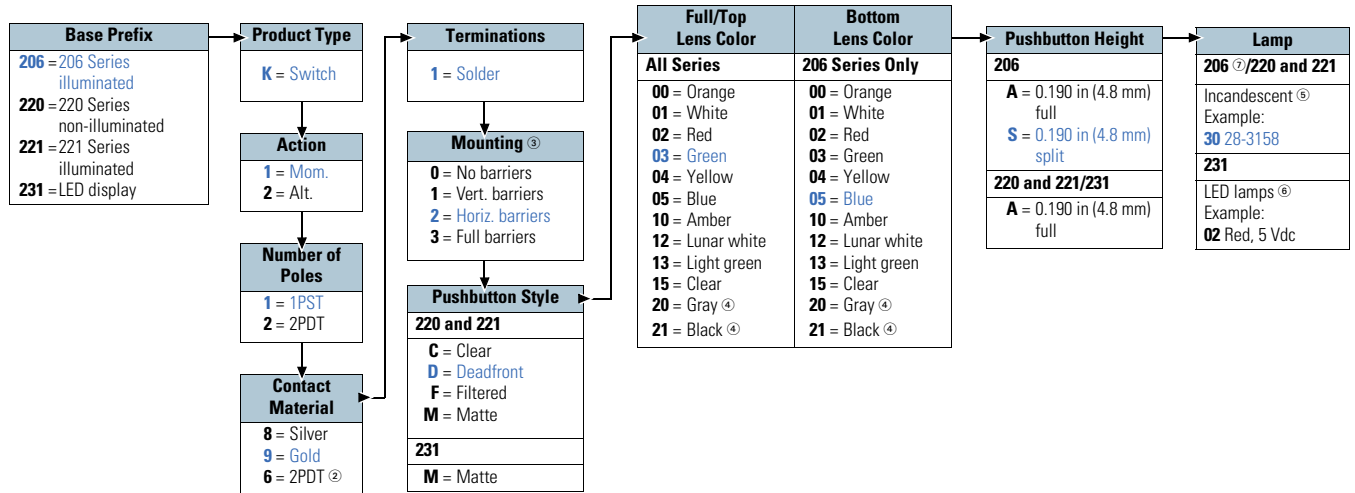 Base Prefix
206 = 206 Series
illuminated
220 = 220 Series
non-illuminated
221 = 221 Series
illuminated
231 = LED display
Product Type
K = Switch
Action
1 = Mom.
2 = Alt.
Number of
Poles
1 = 1PST
2 = 2PDT
Contact
Material
8 = Silver
9 = Gold
6 = 2PDT ②
Terminations
1 = Solder
Mounting ③
0 = No barriers
1 = Vert. barriers
2 = Horiz. barriers
3 = Full barriers
Pushbutton Style
220 and 221
C = Clear
D = Deadfront
F = Filtered
M = Matte
231
M = Matte
Full/Top
Lens Color
All Series
00 = Orange
01 = White
02 = Red
03 = Green
04 = Yellow
05 = Blue
10 = Amber
12 = Lunar white
13 = Light green
15 = Clear
20 = Gray ④
21 = Black ④
Bottom
Lens Color
206 Series Only
00 = Orange
01 = White
02 = Red
03 = Green
04 = Yellow
05 = Blue
10 = Amber
12 = Lunar white
13 = Light green
15 = Clear
20 = Gray ④
21 = Black ④
Pushbutton Height
206
A = 0.190 in (4.8 mm)
full
S = 0.190 in (4.8 mm)
split
220 and 221/231
A = 0.190 in (4.8 mm)
full
Lamp
206 ⑦/220 and 221
Incandescent ⑤
Example:
30 28-3158
231
LED lamps ⑥
Example:
02 Red, 5 Vdc